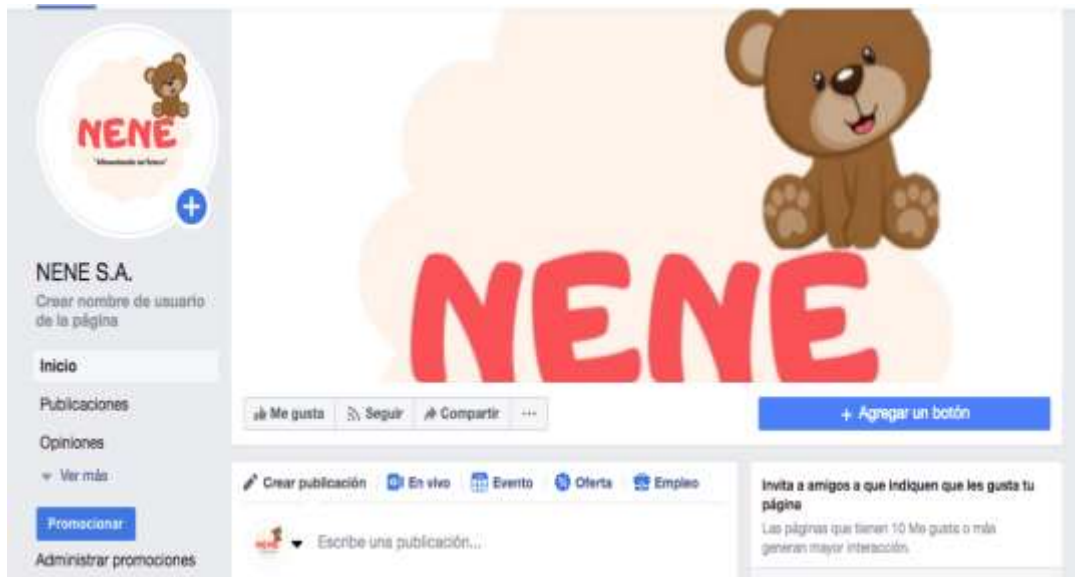 NENE
NENE S.A.
Crear nombre de usuario
de la página
Inicio
Publicaciones
Opiniones
Ver más
Promocionar
Administrar promociones
NENE
Me gusta
Seguir
Compartir
...
+ Agregar un botón
Crear publicación
En vivo
Evento
Oferta
Empleo
Escribe una publicación...
Invita a amigos a que indiquen que les gusta tu
página
Las páginas que tienen 10 Me gusta o más
generan mayor interacción.